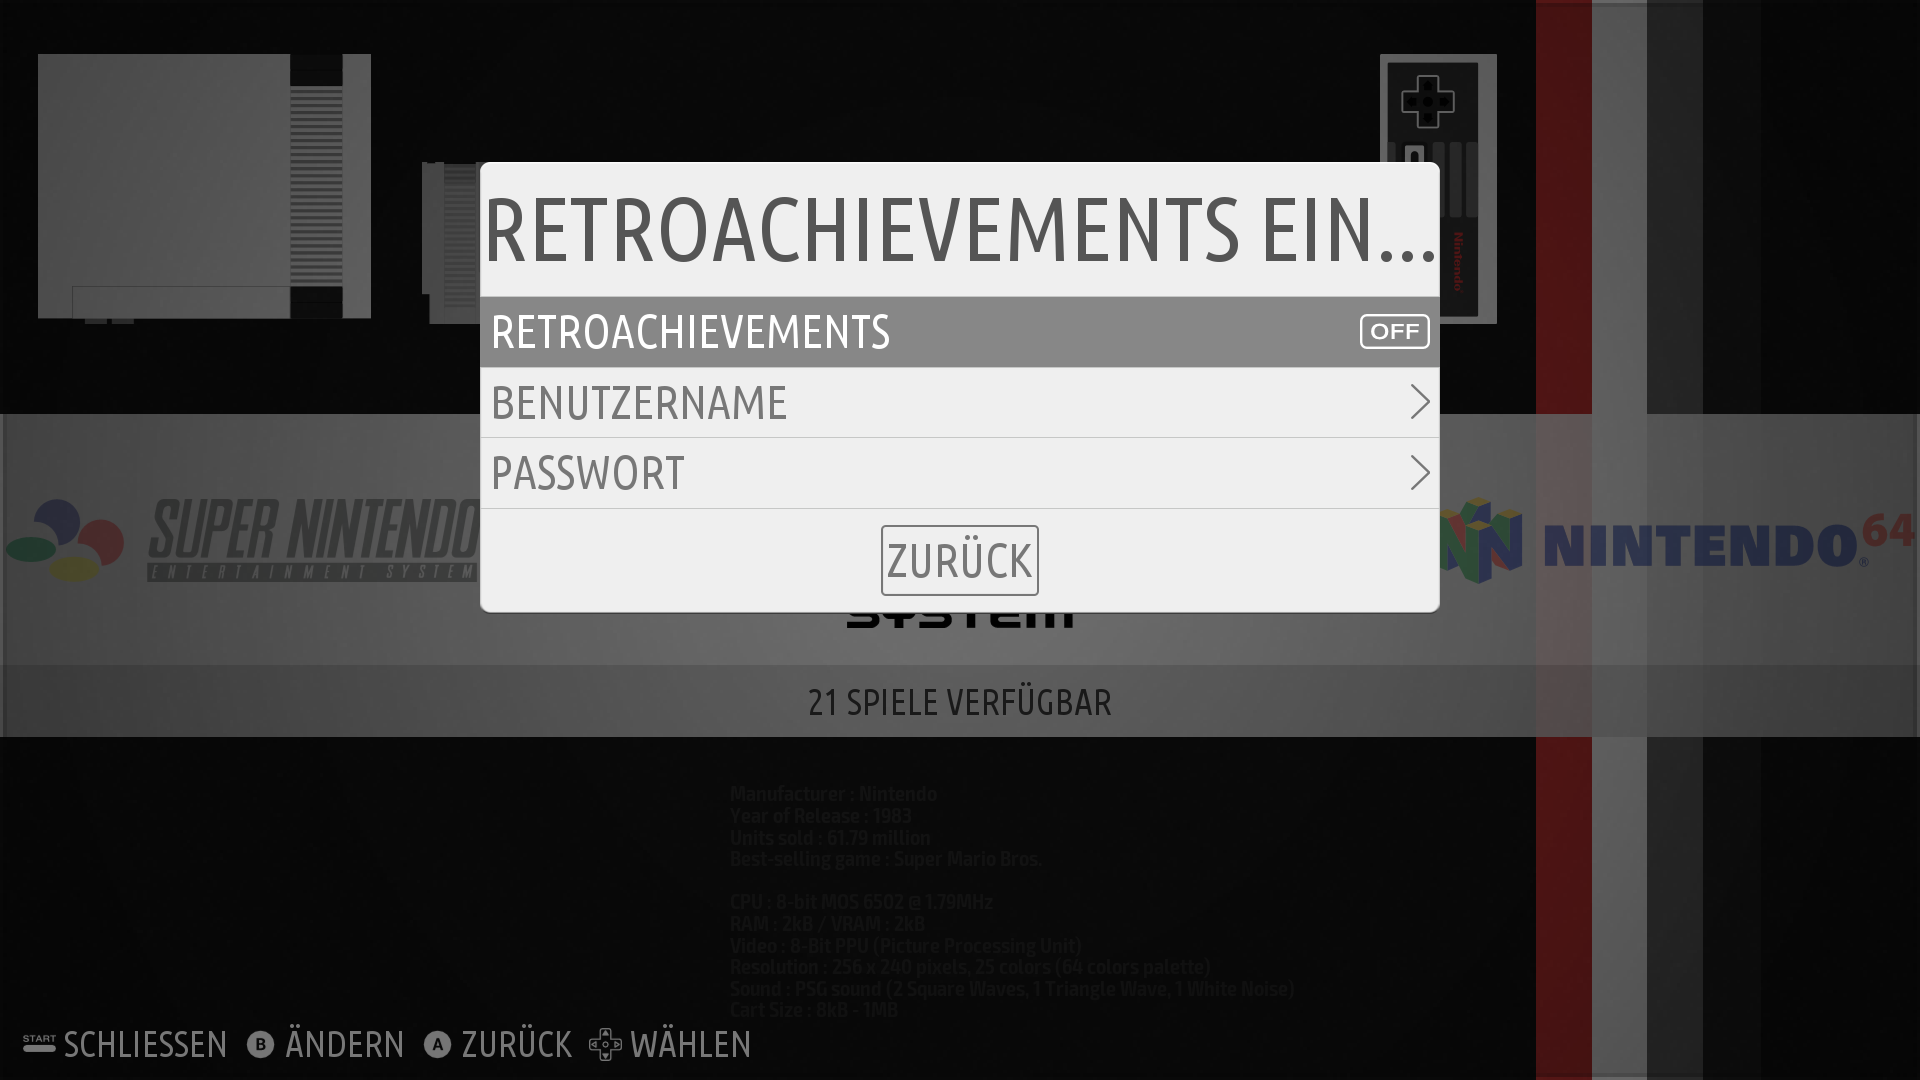 Nintendo
RETROACHIEVEMENTS EIN...
RETROACHIEVEMENTS OFF
BENUTZERNAME
PASSWORT
ZURÜCK
SUPER NINTENDO
ENTERTAINMENT SYSTEM
NINTENDO 64
SYSTEM
21 SPIELE VERFÜGBAR
Manufacturer : Nintendo
Year of Release : 1983
Units sold : 61.79 million
Best-selling game : Super Mario Bros.
CPU : 8-bit MOS 6502 @ 1.79MHz
RAM : 2kB / VRAM : 2kB
Video : 8-Bit PPU (Picture Processing Unit)
Resolution : 256 x 240 pixels, 25 colors (64 colors palette)
Sound : PSG sound (2 Square Waves, 1 Triangle Wave, 1 White Noise)
Cart Size : 8kB - 1MB
START SCHLIESSEN B ÄNDERN A ZURÜCK WÄHLEN